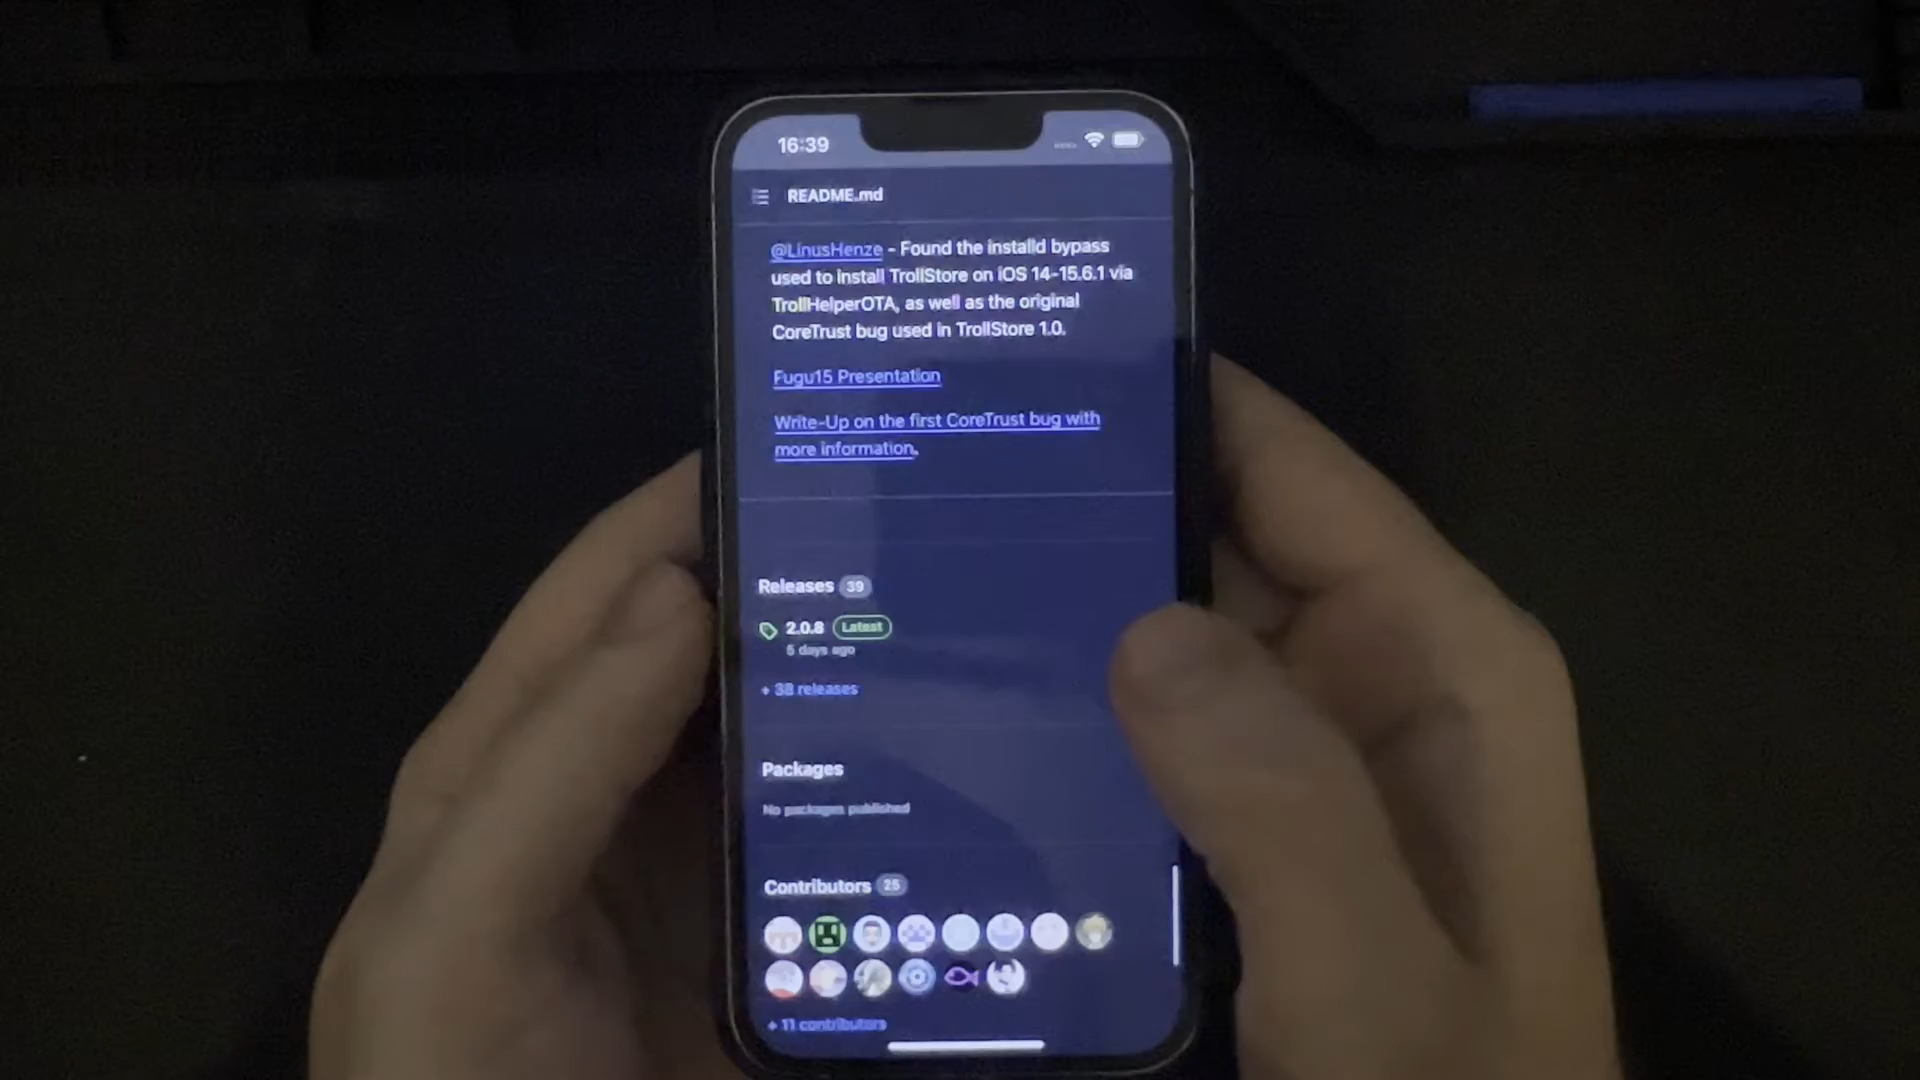 16:39
README.md
@LinusHenze - Found the installd bypass
used to install TrollStore on iOS 14-15.6.1 via
TrollHelperOTA, as well as the original
CoreTrust bug used in TrollStore 1.0.
Fugu15 Presentation
Write-Up on the first CoreTrust bug with
more information.
Releases 39
2.0.8 Latest
5 days ago
+ 38 releases
Packages
No packages published
Contributors 25
+ 11 contributors